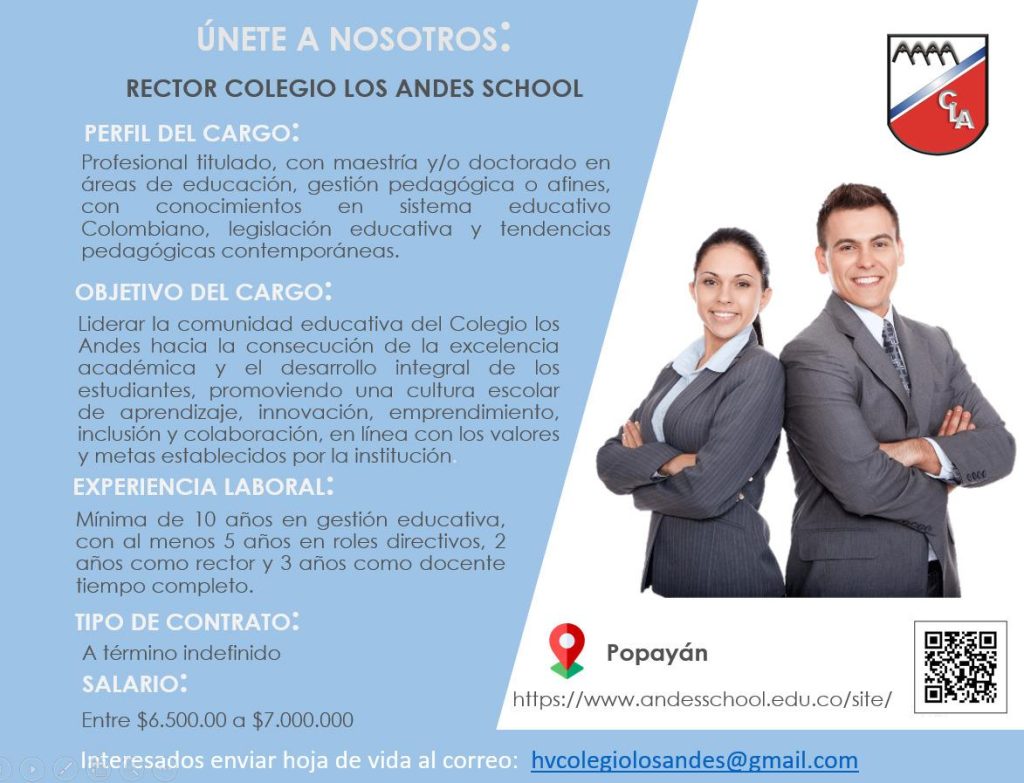 ÚNETE A NOSOTROS:
RECTOR COLEGIO LOS ANDES SCHOOL
PERFIL DEL CARGO:
Profesional titulado, con maestría y/o doctorado en
áreas de educación, gestión pedagógica o afines,
con conocimientos en sistema educativo
Colombiano, legislación educativa y tendencias
pedagógicas contemporáneas.
OBJETIVO DEL CARGO:
Liderar la comunidad educativa del Colegio los
Andes hacia la consecución de la excelencia
académica y el desarrollo integral de los
estudiantes, promoviendo una cultura escolar
de aprendizaje, innovación, emprendimiento,
inclusión y colaboración, en línea con los valores
y metas establecidos por la institución.
EXPERIENCIA LABORAL:
Mínima de 10 años en gestión educativa,
con al menos 5 años en roles directivos, 2
años como rector y 3 años como docente
tiempo completo.
TIPO DE CONTRATO:
A término indefinido
SALARIO:
Entre $6.500.00 a $7.000.000
CLA
Popayán
https://www.andesschool.edu.co/site/
Interesados enviar hoja de vida al correo: hvcolegiolosandes@gmail.com